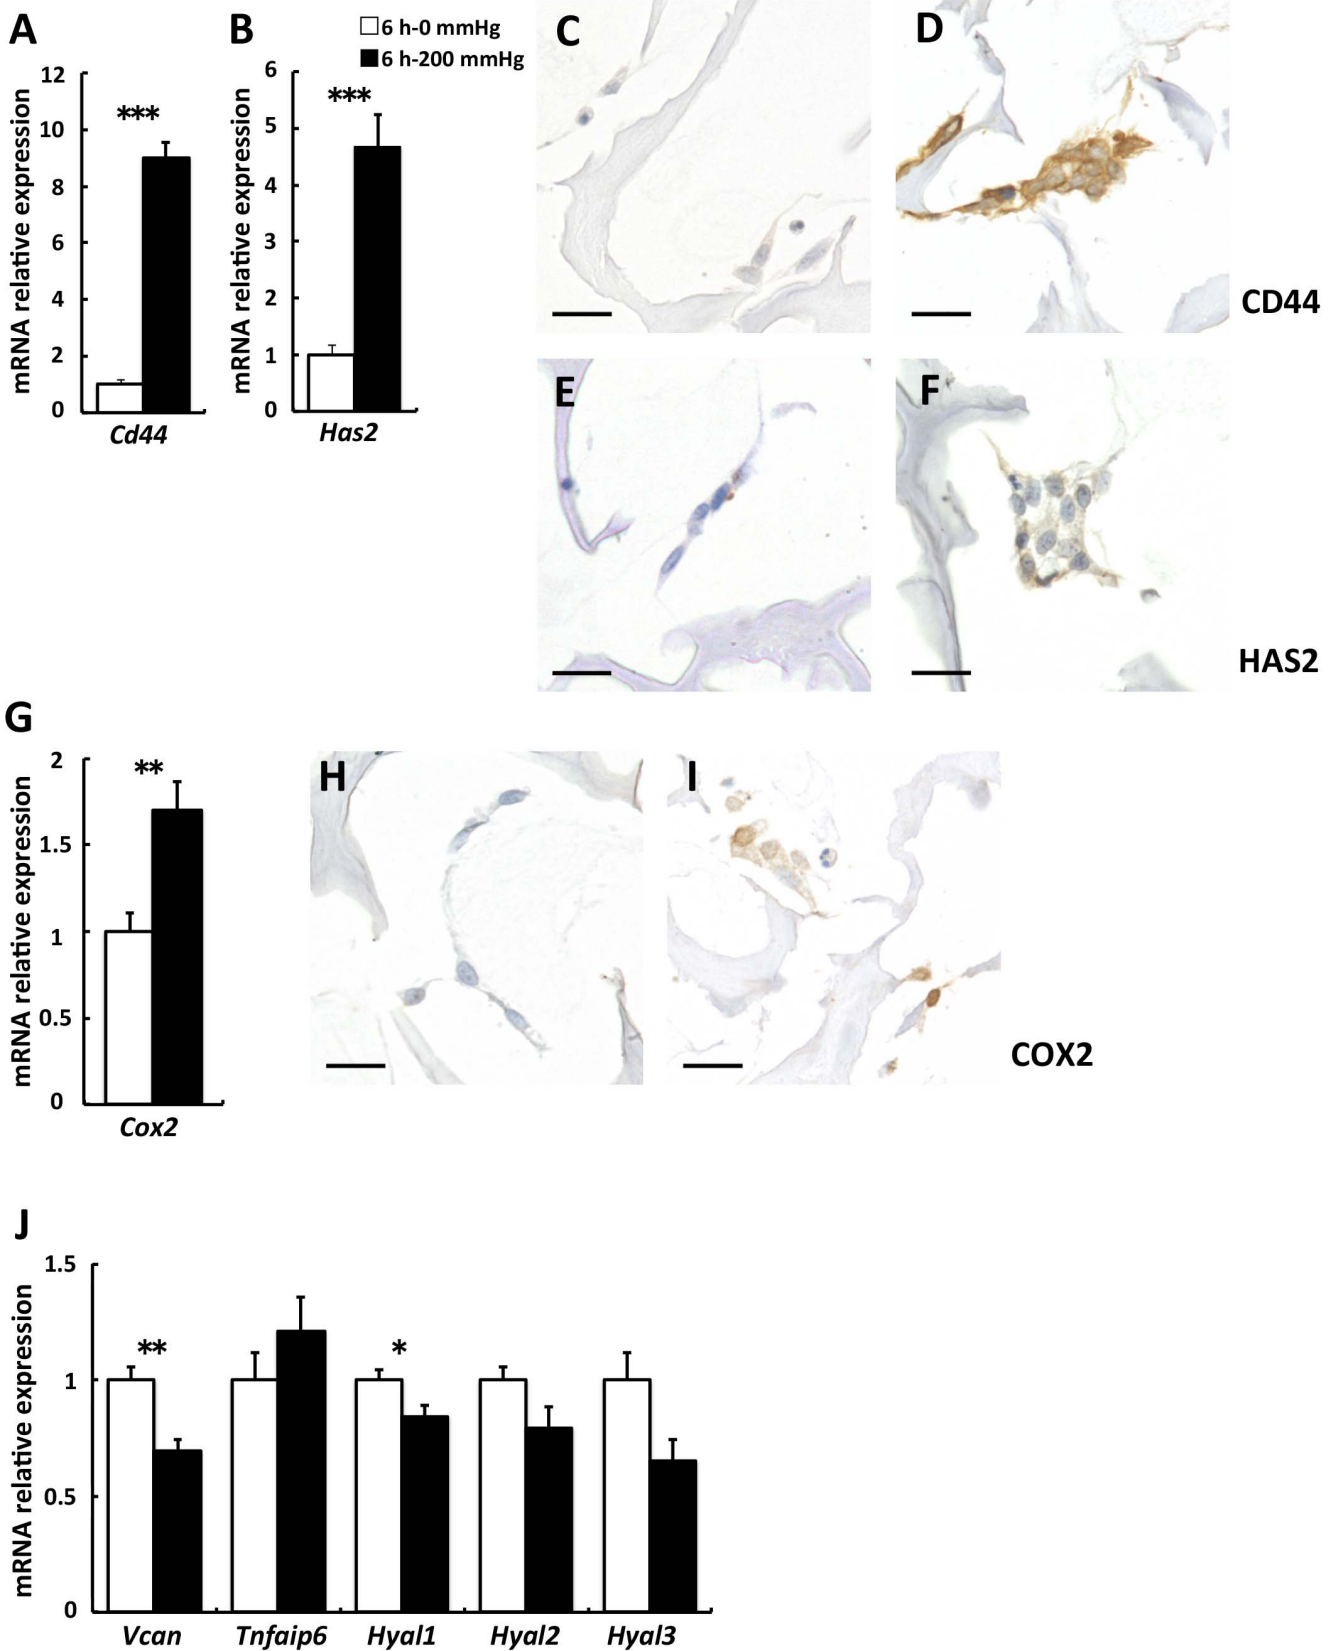 A
B
6 h-0 mmHg
6 h-200 mmHg
mRNA relative expression
12
10
8
6
4
2
0
***
Cd44
mRNA relative expression
6
5
4
3
2
1
0
***
Has2
C
D
CD44
E
F
HAS2
G
mRNA relative expression
2
1.5
1
0.5
0
**
Cox2
H
I
COX2
J
mRNA relative expression
1.5
1
0.5
0
**
*
Vcan Tnfaip6 Hyal1 Hyal2 Hyal3